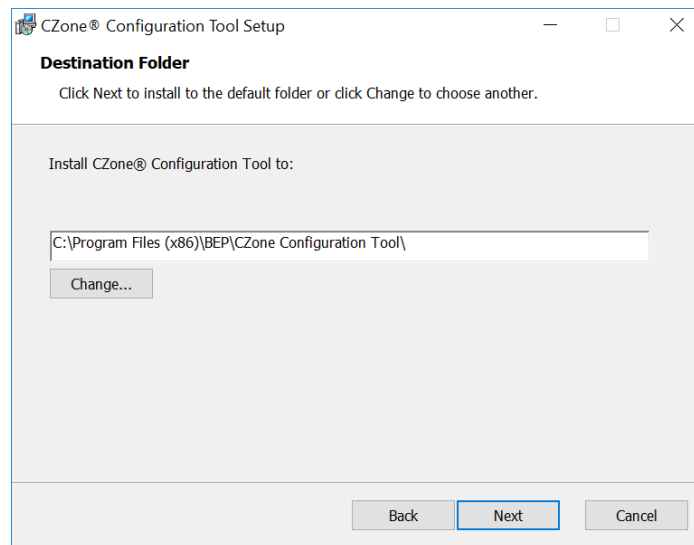 CZone® Configuration Tool Setup
Destination Folder
Click Next to install to the default folder or click Change to choose another.
Install CZone® Configuration Tool to:
C:\Program Files (x86)\BEP\CZone Configuration Tool\
Change...
Back Next Cancel